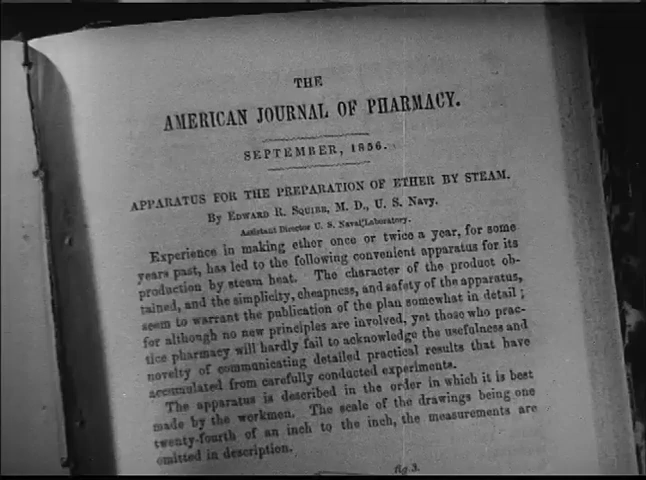 THE
AMERICAN JOURNAL OF PHARMACY.
SEPTEMBER, 1856.
APPARATUS FOR THE PREPARATION OF ETHER BY STEAM.
By Edward R. Squibb, M. D., U. S. Navy.
Assistant Director U. S. Naval Laboratory.
Experience in making ether once or twice a year, for some
years past, has led to the following convenient apparatus for its
production by steam heat. The character of the product ob-
tained, and the simplicity, cheapness, and safety of the apparatus,
seem to warrant the publication of the plan somewhat in detail;
for although no new principles are involved, yet those who prac-
tice pharmacy will hardly fail to acknowledge the usefulness and
novelty of communicating detailed practical results that have
accumulated from carefully conducted experiments.
The apparatus is described in the order in which it is best
made by the workmen. The scale of the drawings being one
twenty-fourth of an inch to the inch, the measurements are
omitted in description.
fig. 3.